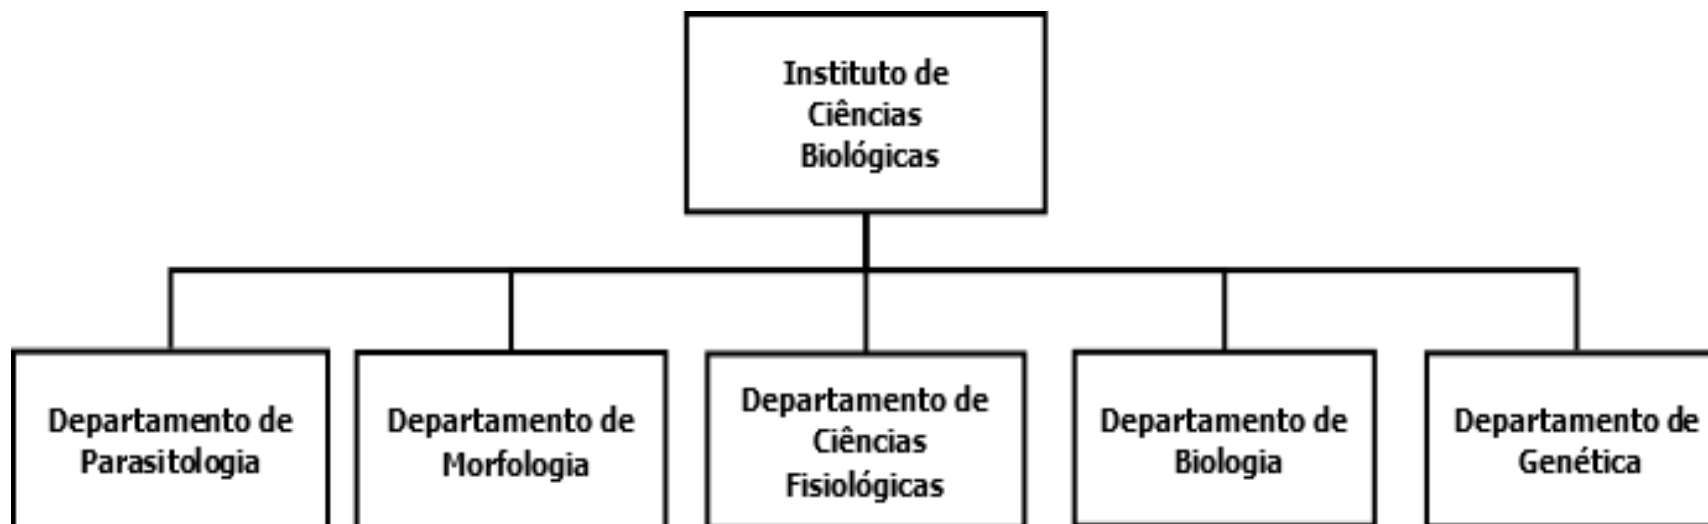 Instituto de
Ciências
Biológicas
Departamento de
Parasitologia
Departamento de
Morfologia
Departamento de
Ciências
Fisiológicas
Departamento de
Biologia
Departamento de
Genética